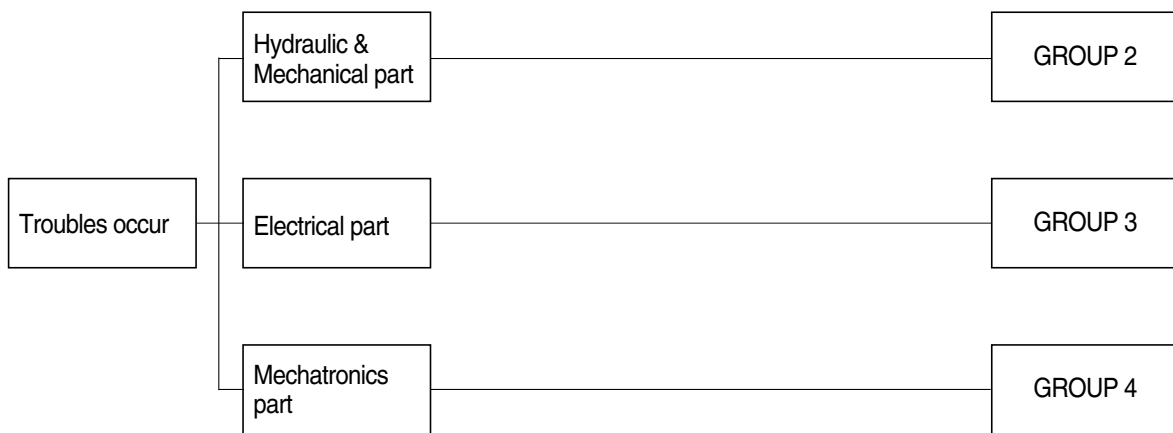 Hydraulic &
Mechanical part
GROUP 2
Troubles occur
Electrical part
GROUP 3
Mechatronics
part
GROUP 4